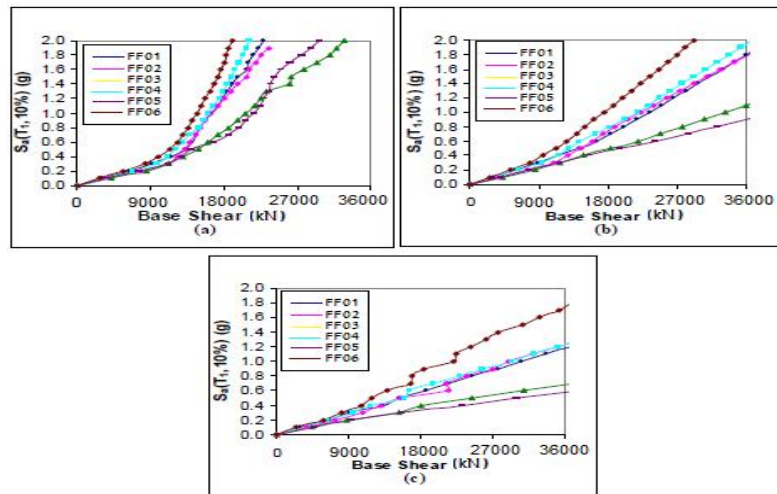 2.0
1.8
1.6
1.4
1.2
1.0
0.8
0.6
0.4
0.2
0.0
Sa(T1,10%) (g)
FF01
FF02
FF03
FF04
FF05
FF06
0 9000 18000 27000 36000
Base Shear (kN)
(a)
2.0
1.8
1.6
1.4
1.2
1.0
0.8
0.6
0.4
0.2
0.0
Sa(T1,10%) (g)
FF01
FF02
FF03
FF04
FF05
FF06
0 9000 18000 27000 36000
Base Shear (kN)
(b)
2.0
1.8
1.6
1.4
1.2
1.0
0.8
0.6
0.4
0.2
0.0
Sa(T1,10%) (g)
FF01
FF02
FF03
FF04
FF05
FF06
0 9000 18000 27000 36000
Base Shear (kN)
(c)